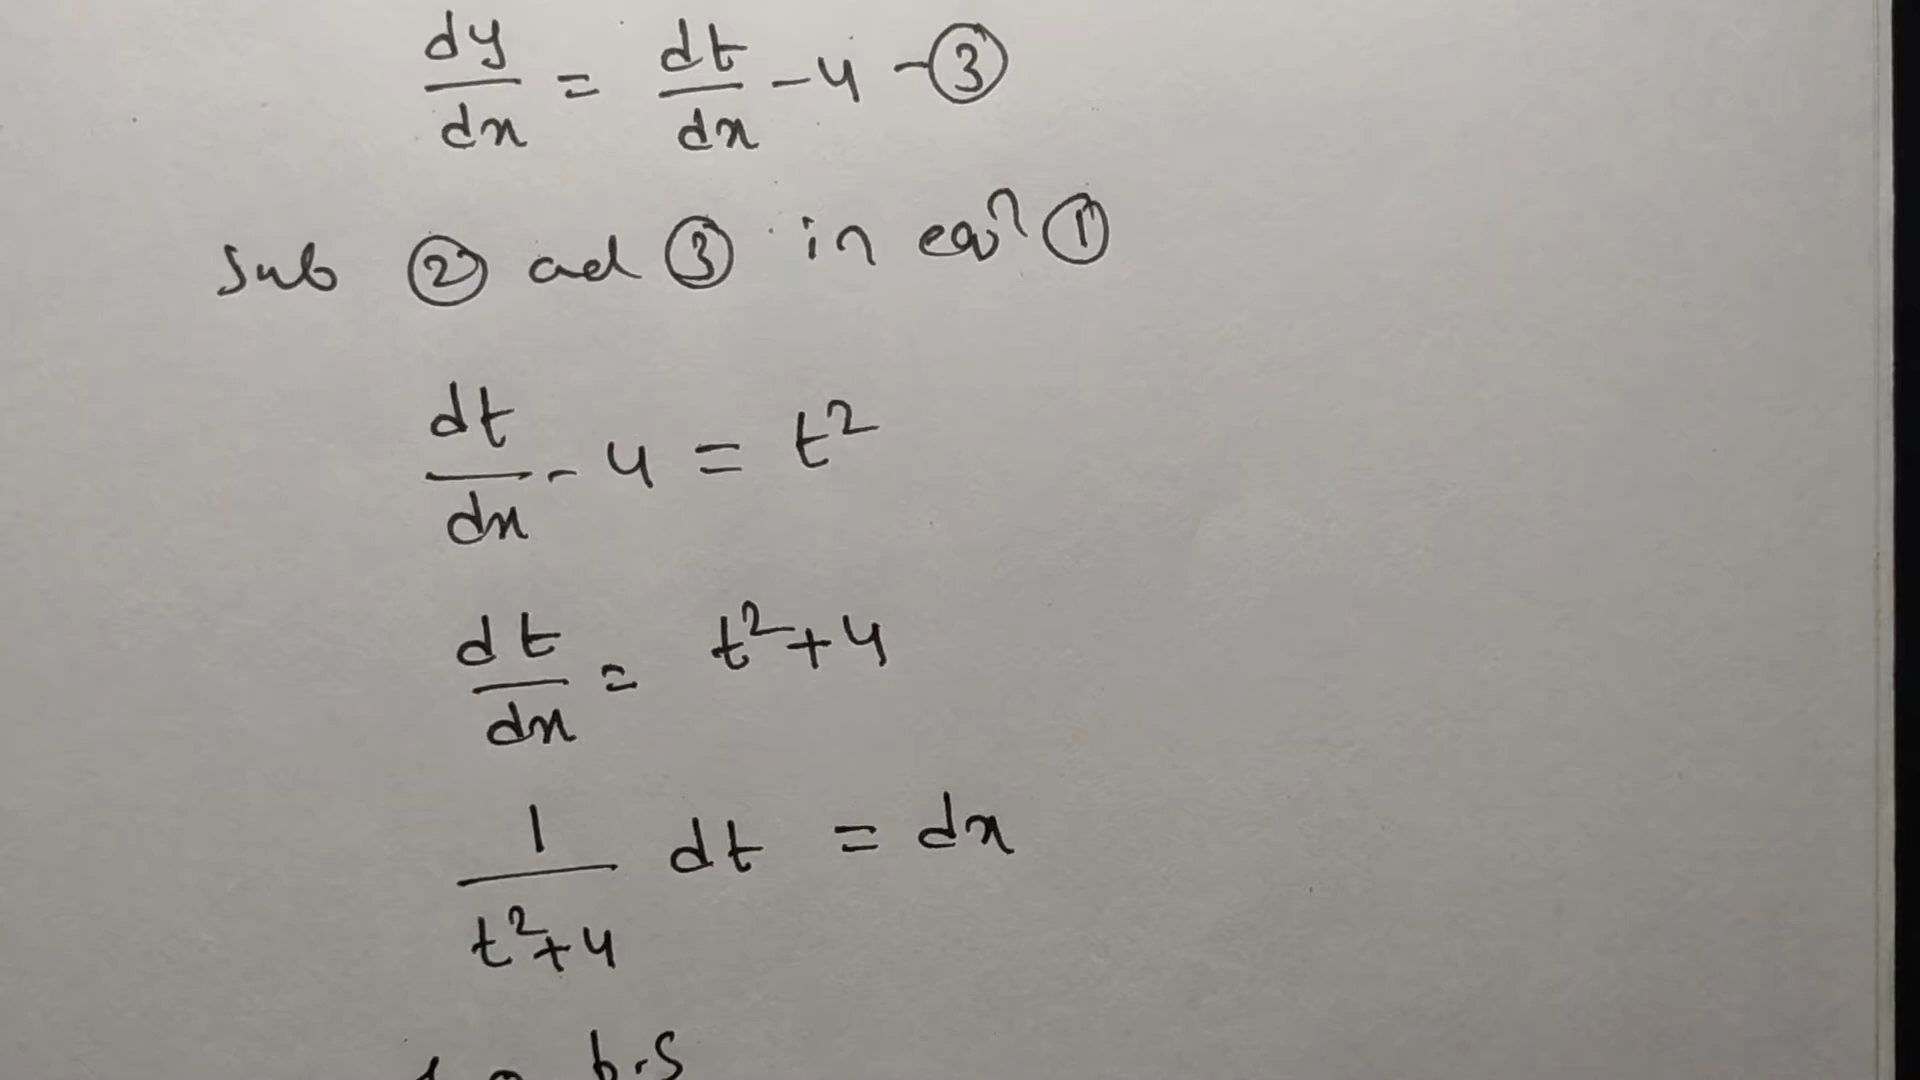 dy/dx = dt/dx - 4 - ③
Sub ② ad ③ in eqⁿ ①
dt/dx - 4 = t²
dt/dx = t² + 4
1/(t²+4) dt = dx
b.s